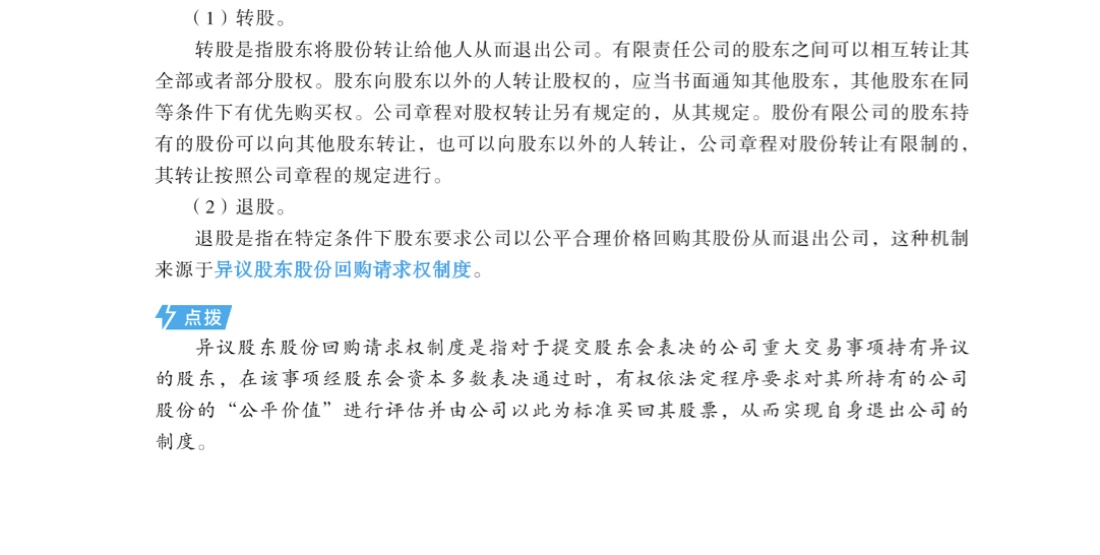 （1）转股。
转股是指股东将股份转让给他人从而退出公司。有限责任公司的股东之间可以相互转让其
全部或者部分股权。股东向股东以外的人转让股权的，应当书面通知其他股东，其他股东在同
等条件下有优先购买权。公司章程对股权转让另有规定的，从其规定。股份有限公司的股东持
有的股份可以向其他股东转让，也可以向股东以外的人转让，公司章程对股份转让有限制的，
其转让按照公司章程的规定进行。
（2）退股。
退股是指在特定条件下股东要求公司以公平合理价格回购其股份从而退出公司，这种机制
来源于异议股东股份回购请求权制度。
点拨
异议股东股份回购请求权制度是指对于提交股东会表决的公司重大交易事项持有异议
的股东，在该事项经股东会资本多数表决通过时，有权依法定程序要求对其所持有的公司
股份的“公平价值”进行评估并由公司以此为标准买回其股票，从而实现自身退出公司的
制度。